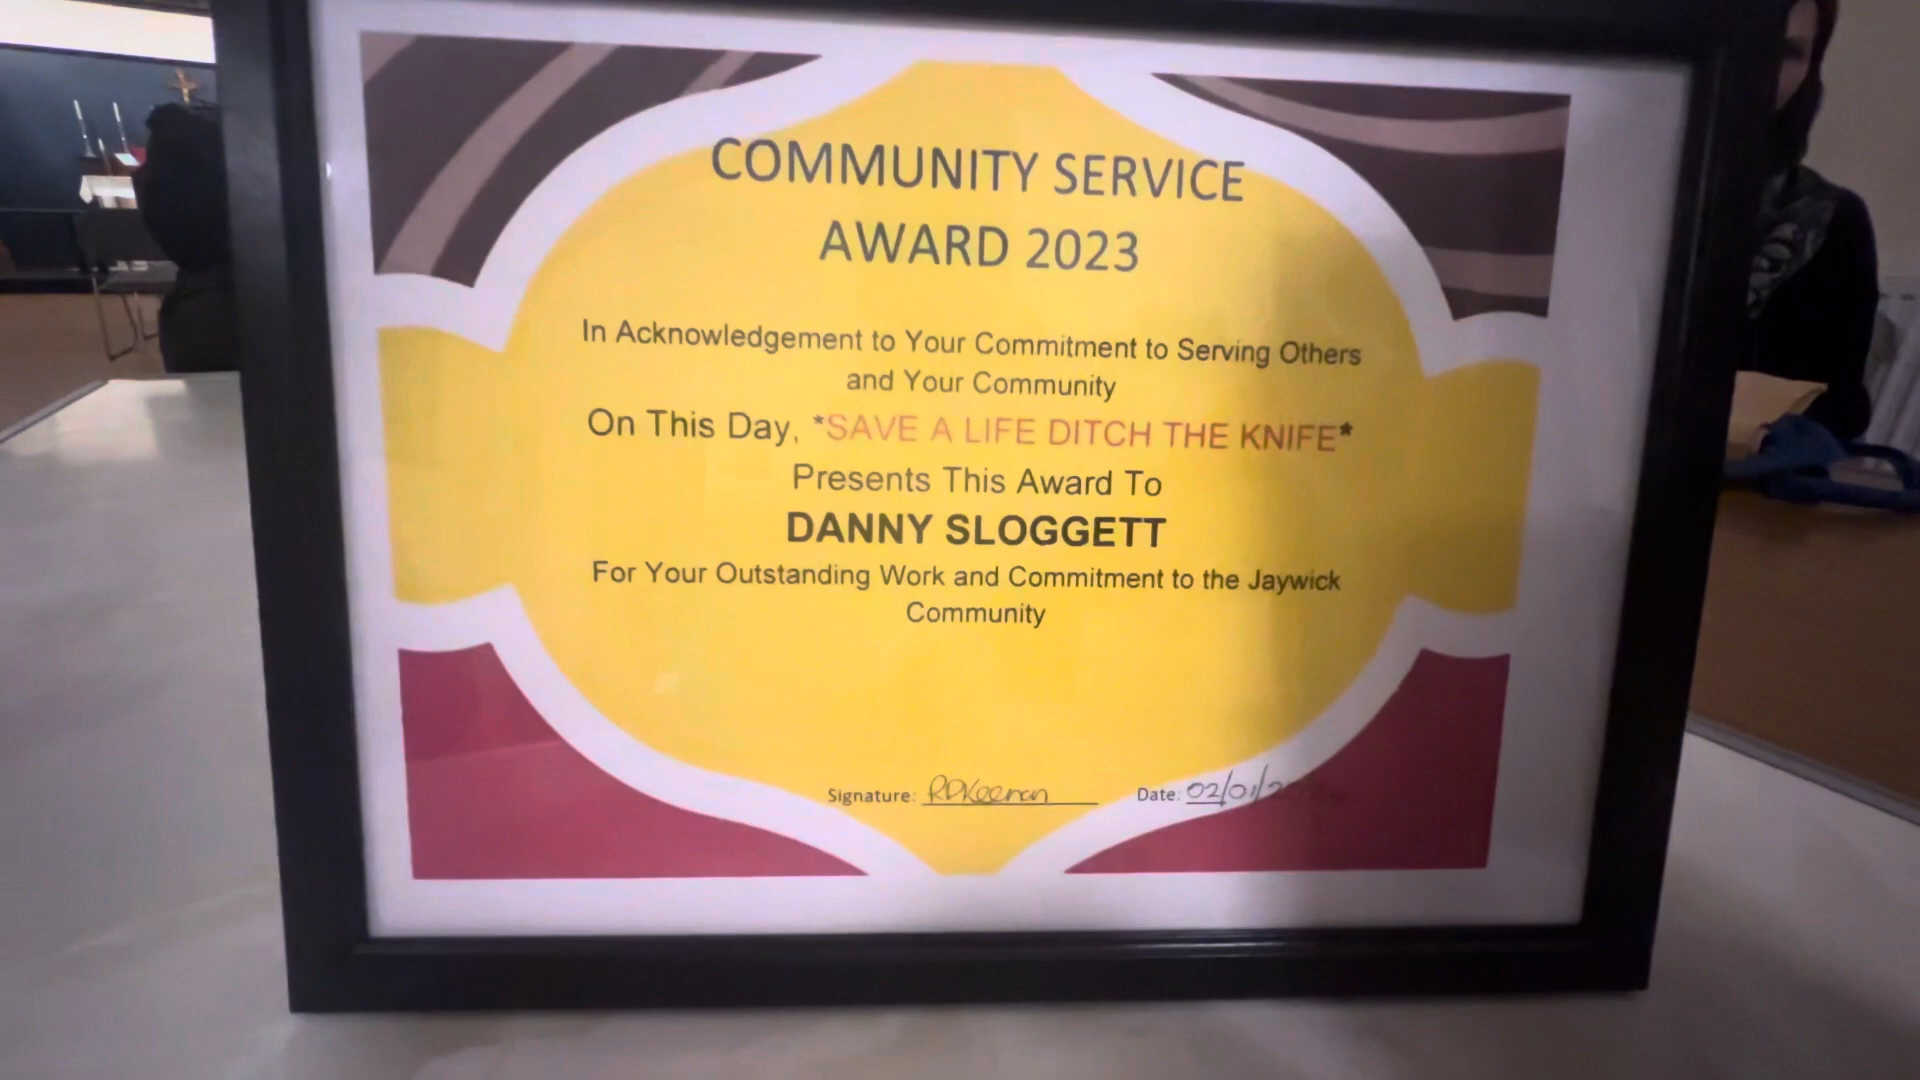 COMMUNITY SERVICE
AWARD 2023
In Acknowledgement to Your Commitment to Serving Others
and Your Community
On This Day, *SAVE A LIFE DITCH THE KNIFE*
Presents This Award To
DANNY SLOGGETT
For Your Outstanding Work and Commitment to the Jaywick
Community
Signature: RDKeenan Date: 02/01/